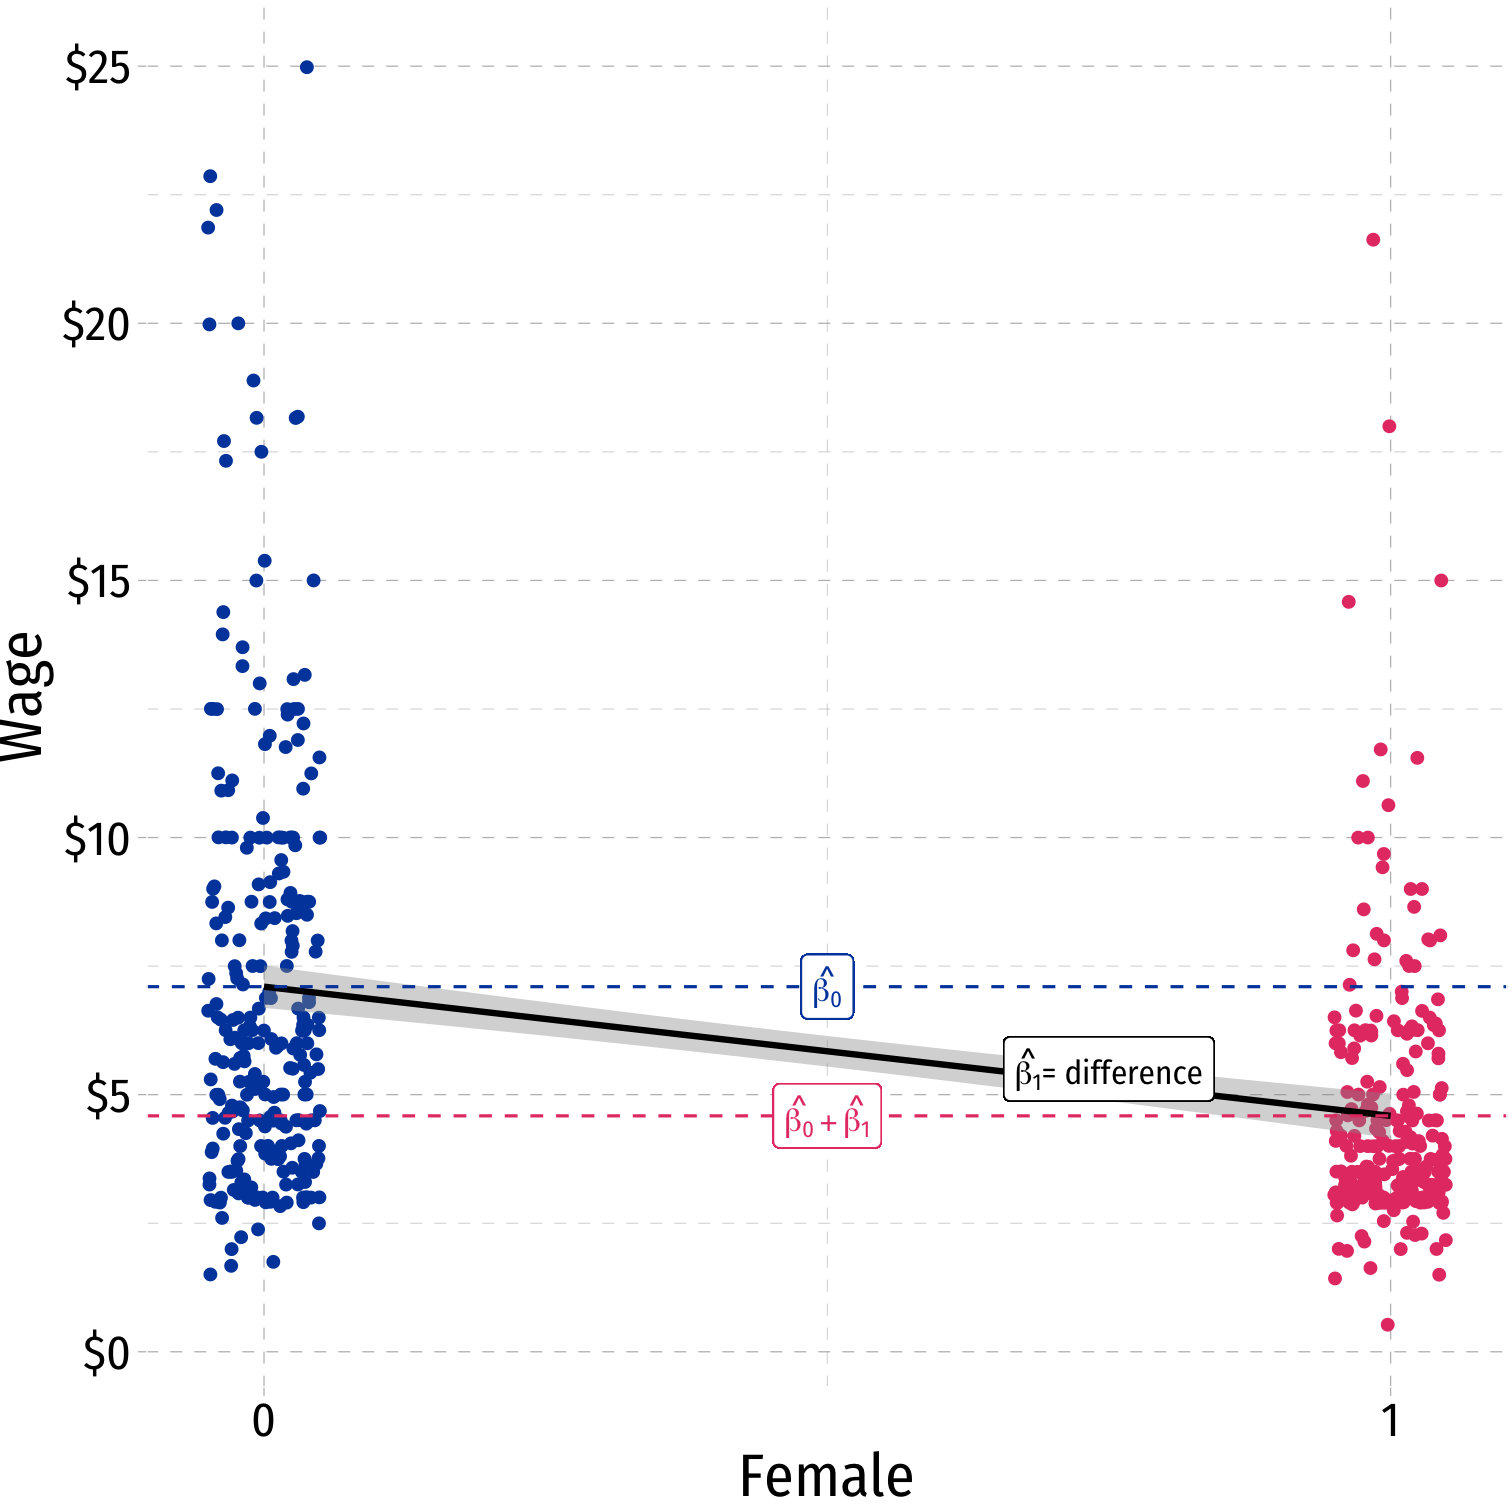 $25
$20
$15
$10
$5
$0
Wage
β̂₀
β̂₁= difference
β̂₀ + β̂₁
0
1
Female